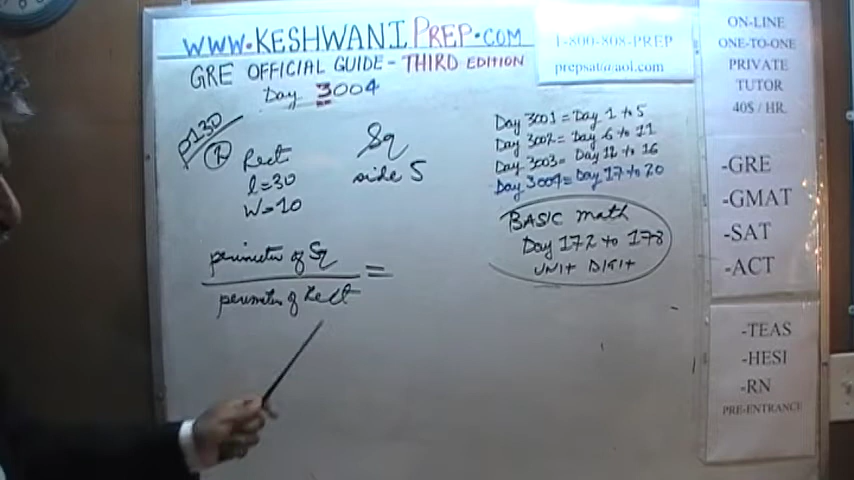 WWW.KESHWANIPREP.COM
GRE OFFICIAL GUIDE - THIRD EDITION
Day 3004
p130
Rect
l=30
W=10
Sq
side 5
perimeter of Sq
perimeter of Rect
=
Day 3001 = Day 1 to 5
Day 3002 = Day 6 to 11
Day 3003 = Day 12 to 16
Day 3004 = Day 17 to 20
BASIC math
Day 172 to 178
UNIT DIGIT
1-800-808-PREP
prepsat@aol.com
ON-LINE
ONE-TO-ONE
PRIVATE
TUTOR
40$ / HR.
-GRE
-GMAT
-SAT
-ACT
-TEAS
-HESI
-RN
PRE-ENTRANCE